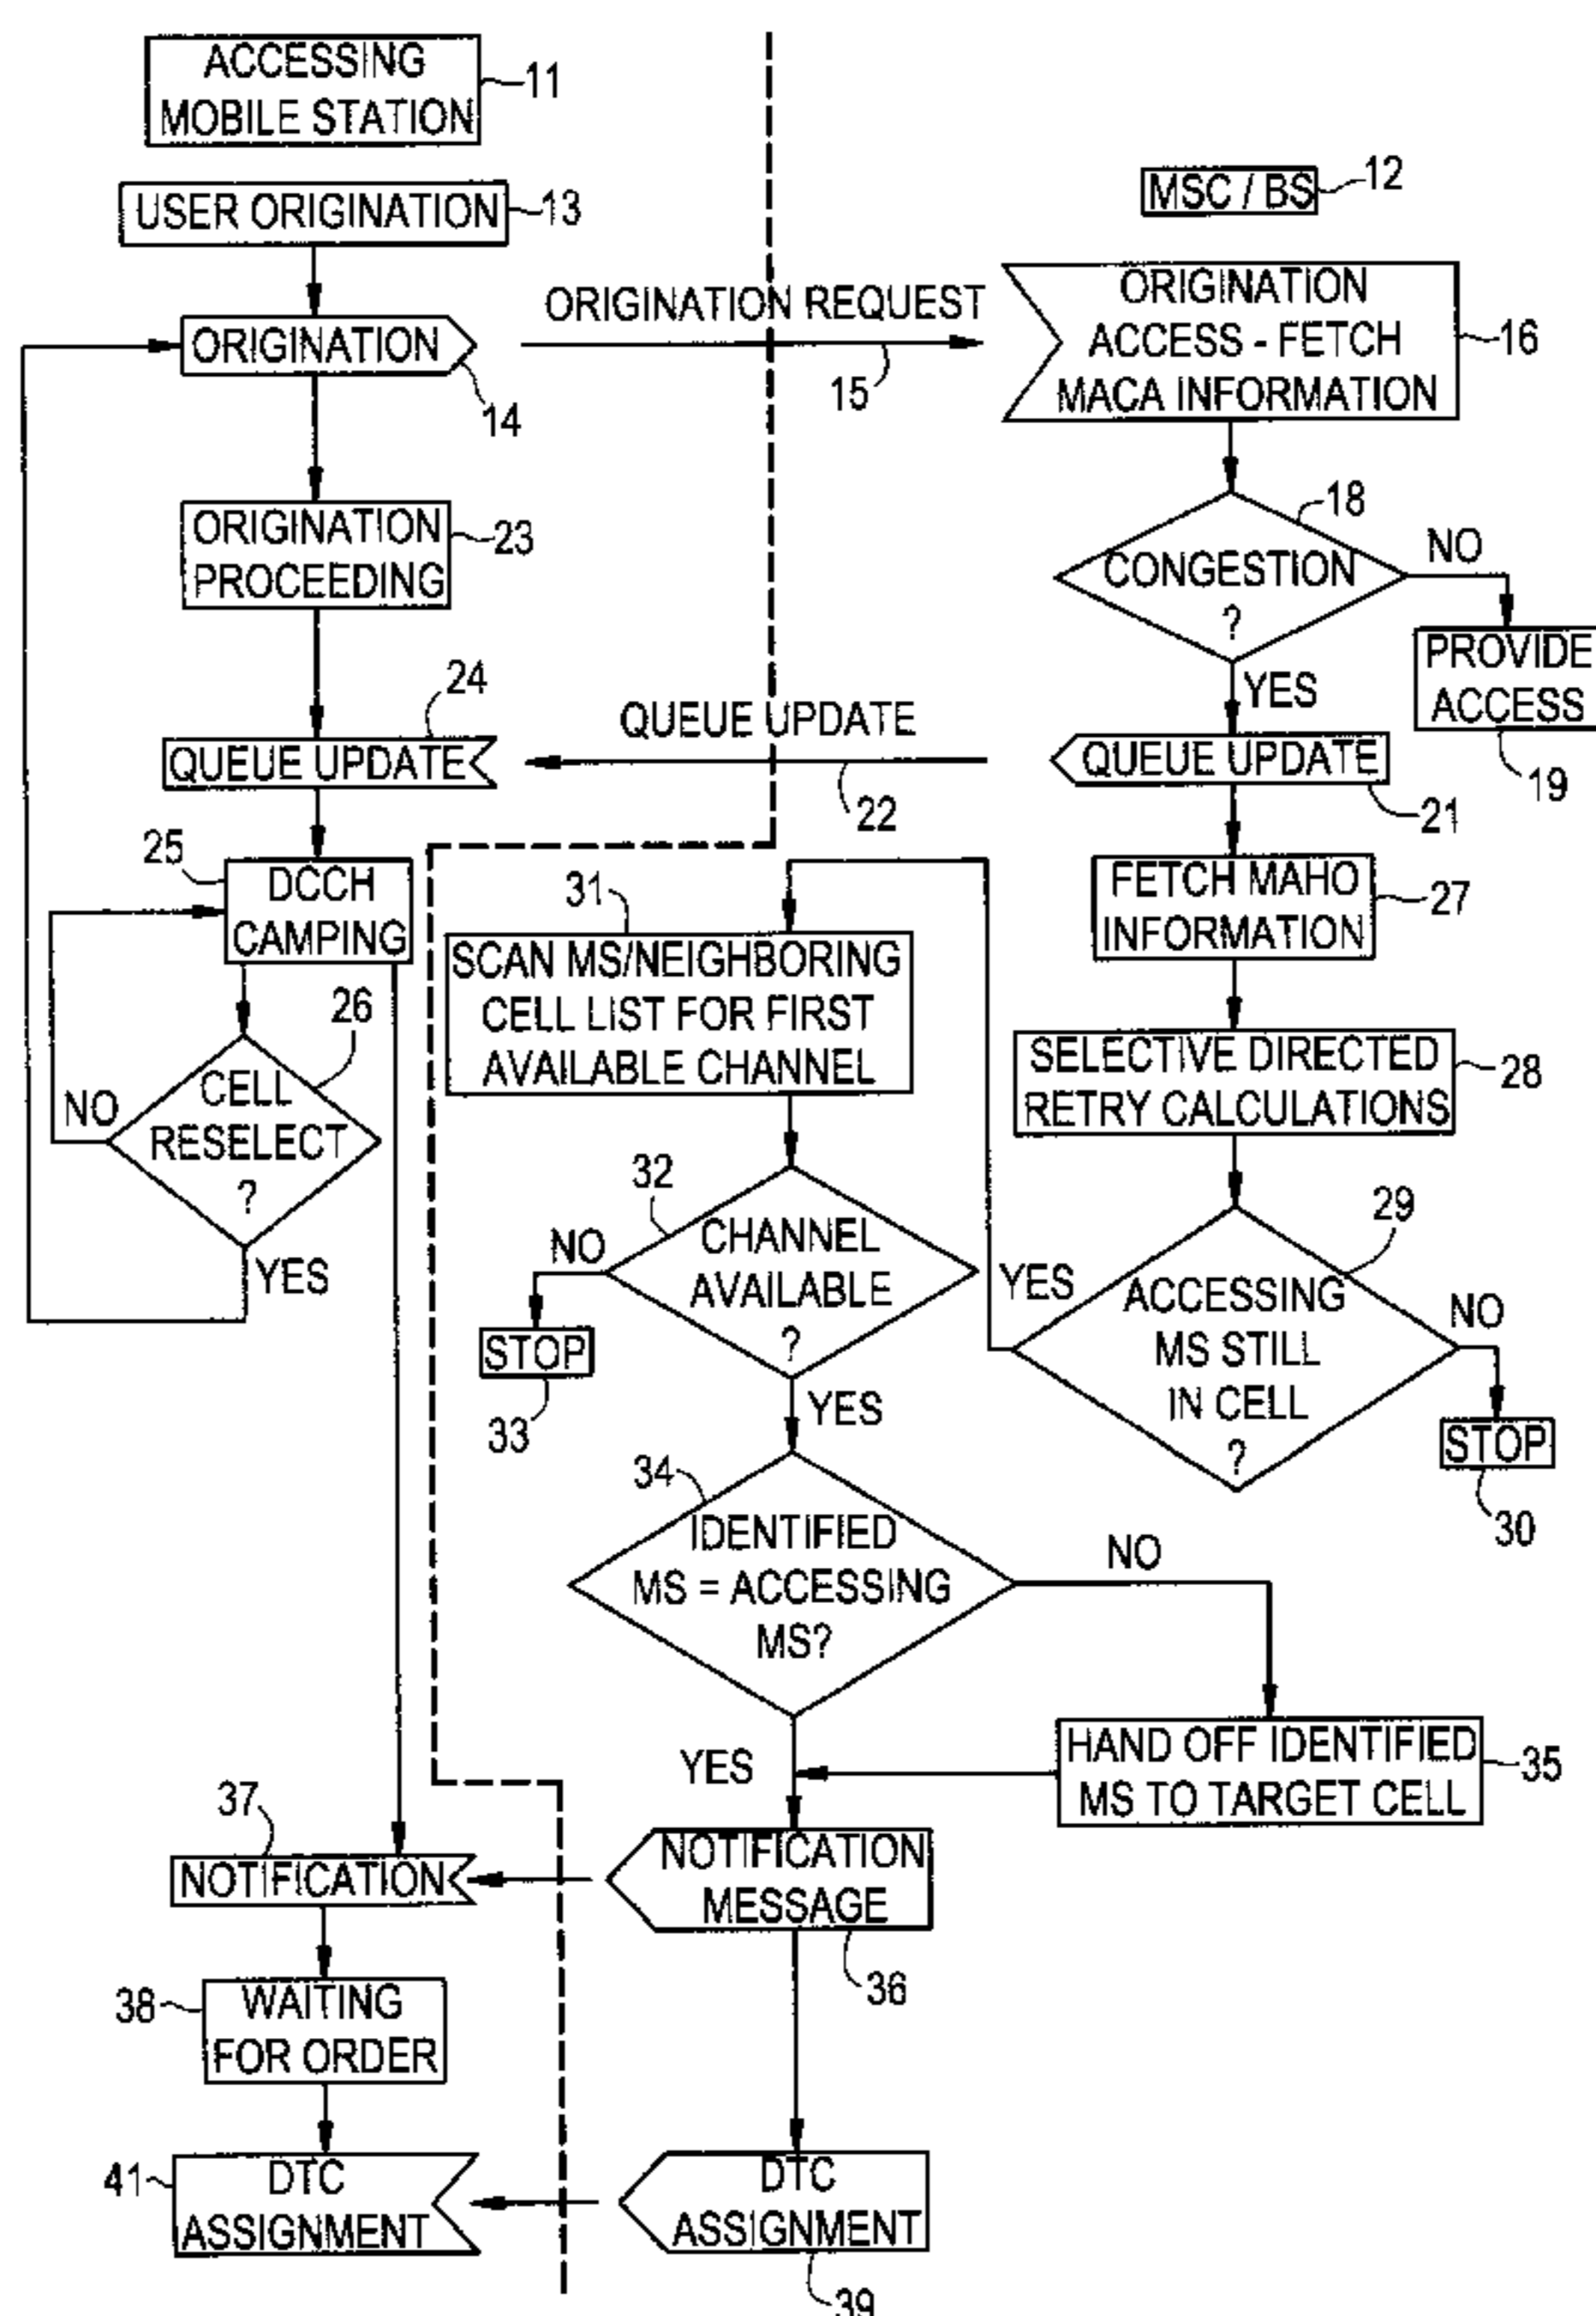 ACCESSING
MOBILE STATION
11
USER ORIGINATION
13
MSC / BS
12
ORIGINATION
14
ORIGINATION REQUEST
15
ORIGINATION
ACCESS - FETCH
MACA INFORMATION
16
ORIGINATION
PROCEEDING
23
CONGESTION
?
18
NO
YES
PROVIDE
ACCESS
19
24
QUEUE UPDATE
QUEUE UPDATE
22
QUEUE UPDATE
21
25
DCCH
CAMPING
31
SCAN MS/NEIGHBORING
CELL LIST FOR FIRST
AVAILABLE CHANNEL
FETCH MAHO
INFORMATION
27
26
CELL
RESELECT
?
NO
YES
SELECTIVE DIRECTED
RETRY CALCULATIONS
28
32
CHANNEL
AVAILABLE
?
NO
STOP
33
YES
29
ACCESSING
MS STILL
IN CELL
?
YES
NO
STOP
30
34
IDENTIFIED
MS = ACCESSING
MS?
NO
YES
HAND OFF IDENTIFIED
MS TO TARGET CELL
35
37
NOTIFICATION
NOTIFICATION
MESSAGE
36
38
WAITING
FOR ORDER
41
DTC
ASSIGNMENT
DTC
ASSIGNMENT
39